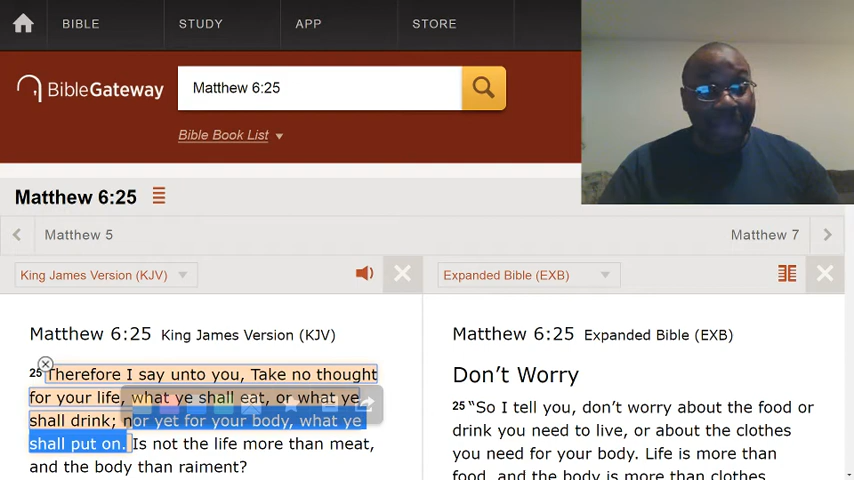 BIBLE STUDY APP STORE
BibleGateway
Matthew 6:25
Bible Book List
Matthew 6:25
Matthew 5
Matthew 7
King James Version (KJV)
Expanded Bible (EXB)
Matthew 6:25 King James Version (KJV)
25 Therefore I say unto you, Take no thought
for your life, what ye shall eat, or what ye
shall drink; nor yet for your body, what ye
shall put on. Is not the life more than meat,
and the body than raiment?
Matthew 6:25 Expanded Bible (EXB)
Don't Worry
25 "So I tell you, don't worry about the food or
drink you need to live, or about the clothes
you need for your body. Life is more than
food, and the body is more than clothes